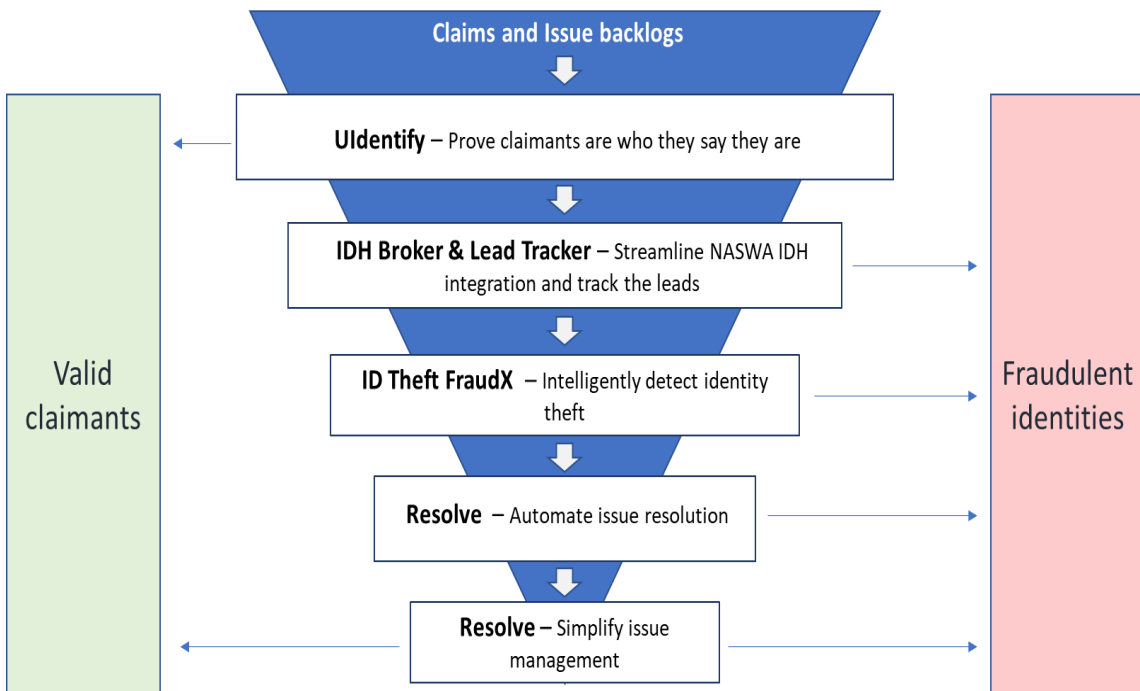 Claims and Issue backlogs
UIdentify – Prove claimants are who they say they are
IDH Broker & Lead Tracker – Streamline NASWA IDH
integration and track the leads
ID Theft FraudX – Intelligently detect identity
theft
Resolve – Automate issue resolution
Resolve – Simplify issue
management
Valid
claimants
Fraudulent
identities